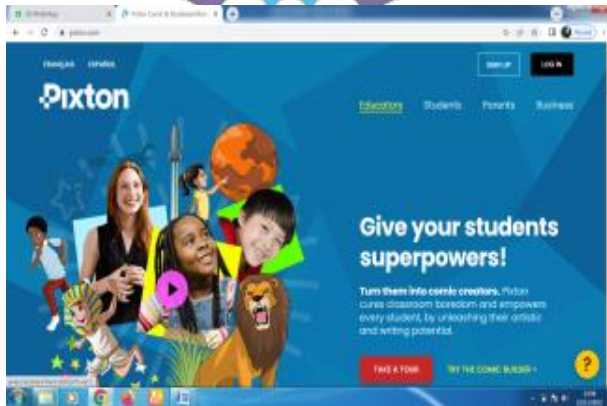 pixton.com
FRANÇAIS ESPAÑOL
SIGN UP LOG IN
Pixton
Educators Students Parents Business
Give your students
superpowers!
Turn them into comic creators. Pixton
cures classroom boredom and empowers
every student, by unleashing their artistic
and writing potential.
TAKE A TOUR TRY THE COMIC BUILDER
?